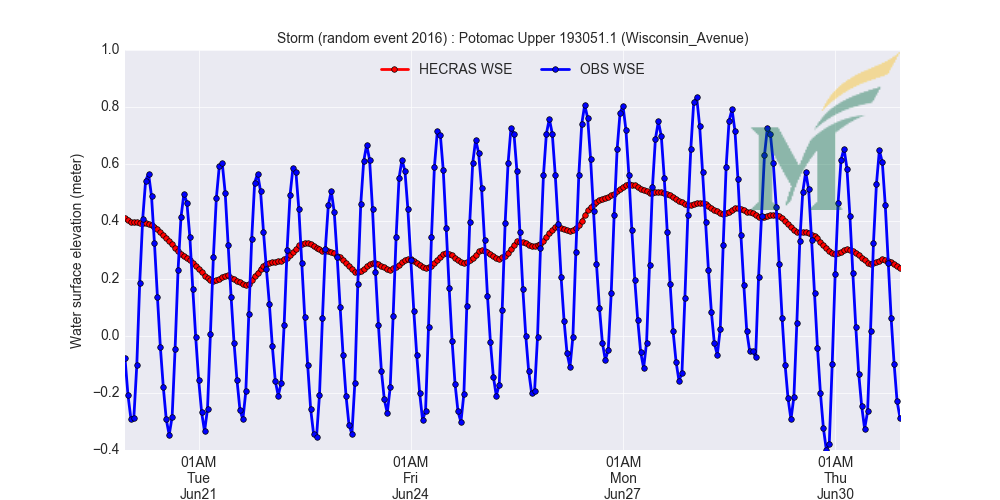 Storm (random event 2016) : Potomac Upper 193051.1 (Wisconsin_Avenue)
HECRAS WSE
OBS WSE
M
Water surface elevation (meter)
1.0
0.8
0.6
0.4
0.2
0.0
−0.2
−0.4
01AM
Tue
Jun21
01AM
Fri
Jun24
01AM
Mon
Jun27
01AM
Thu
Jun30